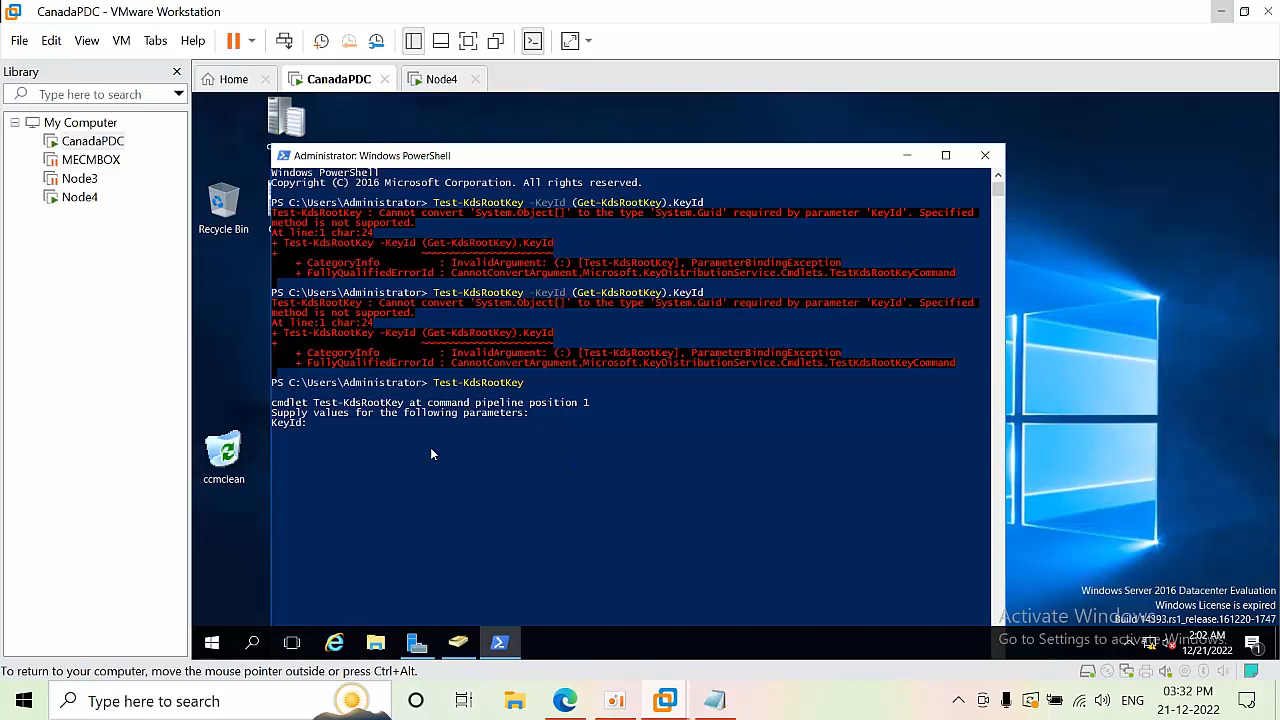 CanadaPDC - VMware Workstation
File Edit View VM Tabs Help
Library
Type here to search
My Computer
CanadaPDC
MECMBOX
Node3
Node4
Home CanadaPDC Node4
Recycle Bin
ccmclean
Administrator: Windows PowerShell
Windows PowerShell
Copyright (C) 2016 Microsoft Corporation. All rights reserved.
PS C:\Users\Administrator> Test-KdsRootKey -KeyId (Get-KdsRootKey).KeyId
Test-KdsRootKey : Cannot convert 'System.Object[]' to the type 'System.Guid' required by parameter 'KeyId'. Specified
method is not supported.
At line:1 char:24
+ Test-KdsRootKey -KeyId (Get-KdsRootKey).KeyId
+ ~~~~~~~~~~~~~~~~~~~~~~
+ CategoryInfo : InvalidArgument: (:) [Test-KdsRootKey], ParameterBindingException
+ FullyQualifiedErrorId : CannotConvertArgument,Microsoft.KeyDistributionService.Cmdlets.TestKdsRootKeyCommand
PS C:\Users\Administrator> Test-KdsRootKey -KeyId (Get-KdsRootKey).KeyId
Test-KdsRootKey : Cannot convert 'System.Object[]' to the type 'System.Guid' required by parameter 'KeyId'. Specified
method is not supported.
At line:1 char:24
+ Test-KdsRootKey -KeyId (Get-KdsRootKey).KeyId
+ ~~~~~~~~~~~~~~~~~~~~~~
+ CategoryInfo : InvalidArgument: (:) [Test-KdsRootKey], ParameterBindingException
+ FullyQualifiedErrorId : CannotConvertArgument,Microsoft.KeyDistributionService.Cmdlets.TestKdsRootKeyCommand
PS C:\Users\Administrator> Test-KdsRootKey
cmdlet Test-KdsRootKey at command pipeline position 1
Supply values for the following parameters:
KeyId:
Windows Server 2016 Datacenter Evaluation
Windows License is expired
Build 14393.rs1_release.161220-1747
Activate Windows
Go to Settings to activate Windows.
2:02 AM
12/21/2022
To return to your computer, move the mouse pointer outside or press Ctrl+Alt.
Type here to search
ENG
03:32 PM
21-12-2022